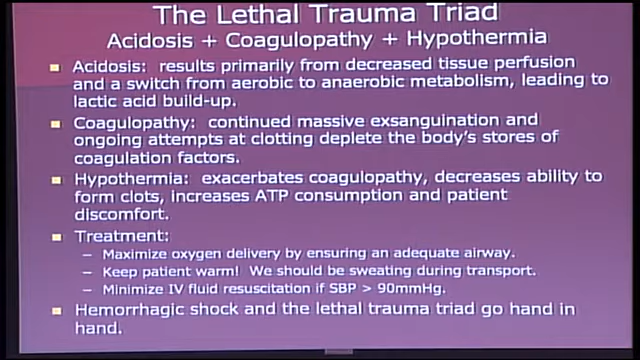 The Lethal Trauma Triad
Acidosis + Coagulopathy + Hypothermia
Acidosis: results primarily from decreased tissue perfusion
and a switch from aerobic to anaerobic metabolism, leading to
lactic acid build-up.
Coagulopathy: continued massive exsanguination and
ongoing attempts at clotting deplete the body's stores of
coagulation factors.
Hypothermia: exacerbates coagulopathy, decreases ability to
form clots, increases ATP consumption and patient
discomfort.
Treatment:
– Maximize oxygen delivery by ensuring an adequate airway.
– Keep patient warm! We should be sweating during transport.
– Minimize IV fluid resuscitation if SBP > 90mmHg.
Hemorrhagic shock and the lethal trauma triad go hand in
hand.